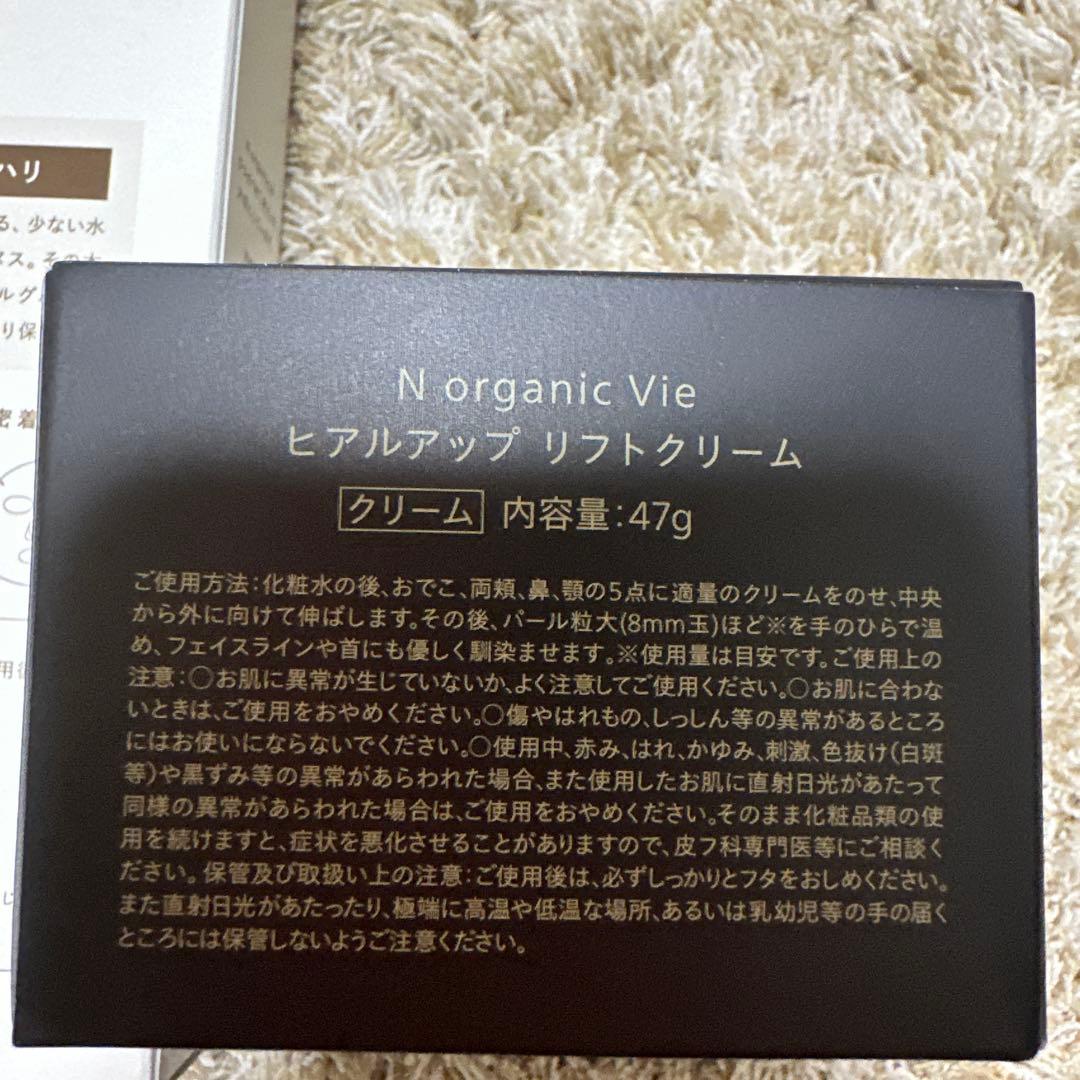 ハリ
る、少ない水
ス。その大
ルグ
り保
密着
N organic Vie
ヒアルアップ リフトクリーム
クリーム 内容量:47g
ご使用方法:化粧水の後、おでこ、両頬、鼻、顎の5点に適量のクリームをのせ、中央
から外に向けて伸ばします。その後、パール粒大(8mm玉)ほど※を手のひらで温
め、フェイスラインや首にも優しく馴染ませます。※使用量は目安です。ご使用上の
注意:○お肌に異常が生じていないか、よく注意してご使用ください。○お肌に合わな
いときは、ご使用をおやめください。○傷やはれもの、しっしん等の異常があるところ
にはお使いにならないでください。○使用中、赤み、はれ、かゆみ、刺激、色抜け(白斑
等)や黒ずみ等の異常があらわれた場合、また使用したお肌に直射日光があたって
同様の異常があらわれた場合は、ご使用をおやめください。そのまま化粧品類の使
用を続けますと、症状を悪化させることがありますので、皮フ科専門医等にご相談く
ださい。保管及び取扱い上の注意:ご使用後は、必ずしっかりとフタをおしめください。
また直射日光があたったり、極端に高温や低温な場所、あるいは乳幼児等の手の届く
ところには保管しないようご注意ください。